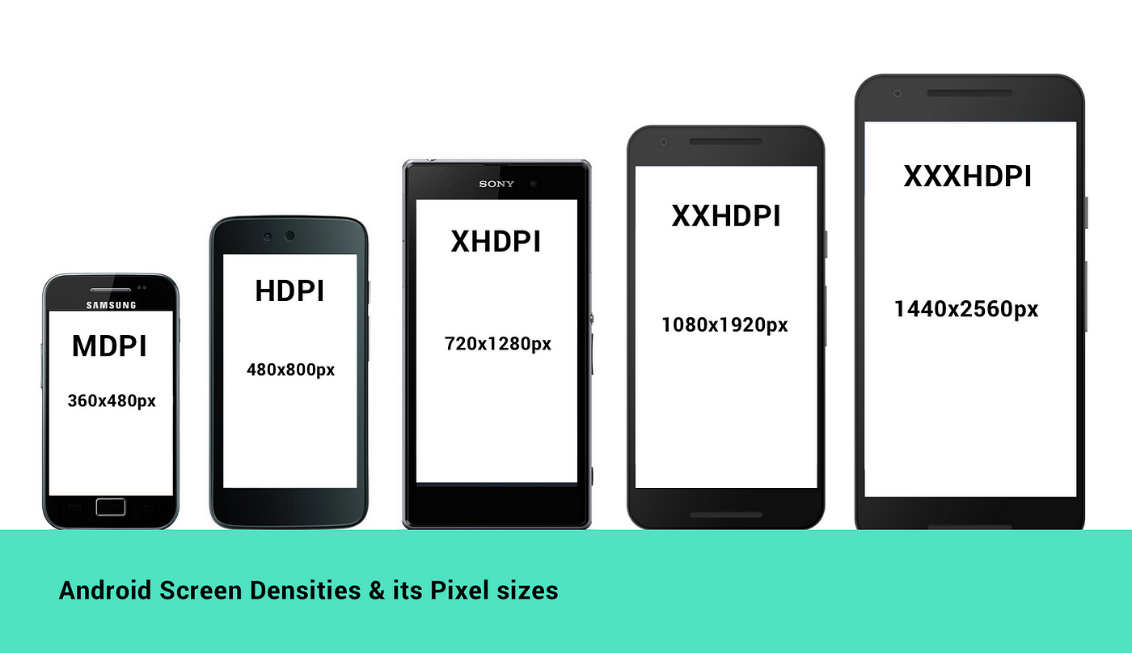 SAMSUNG
MDPI
360x480px
HDPI
480x800px
SONY
XHDPI
720x1280px
XXHDPI
1080x1920px
XXXHDPI
1440x2560px
Android Screen Densities & its Pixel sizes